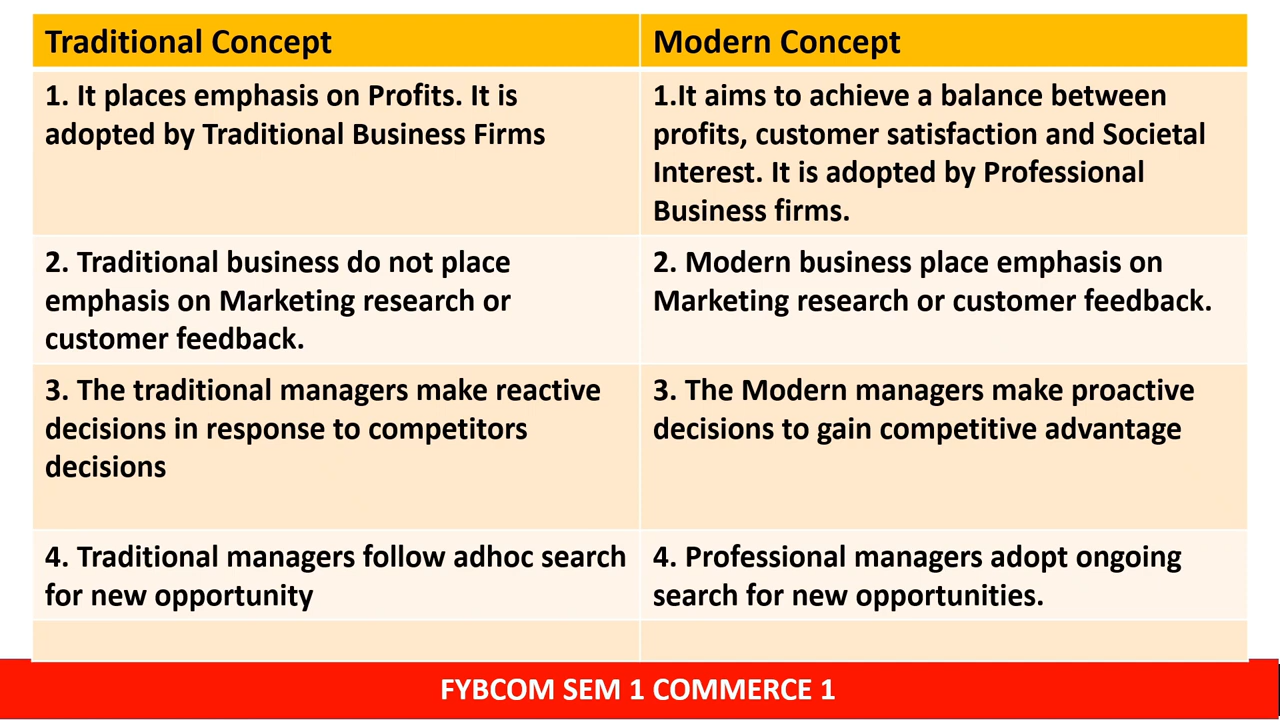 Traditional Concept
Modern Concept
1. It places emphasis on Profits. It is
adopted by Traditional Business Firms
1.It aims to achieve a balance between
profits, customer satisfaction and Societal
Interest. It is adopted by Professional
Business firms.
2. Traditional business do not place
emphasis on Marketing research or
customer feedback.
2. Modern business place emphasis on
Marketing research or customer feedback.
3. The traditional managers make reactive
decisions in response to competitors
decisions
3. The Modern managers make proactive
decisions to gain competitive advantage
4. Traditional managers follow adhoc search
for new opportunity
4. Professional managers adopt ongoing
search for new opportunities.
FYBCOM SEM 1 COMMERCE 1